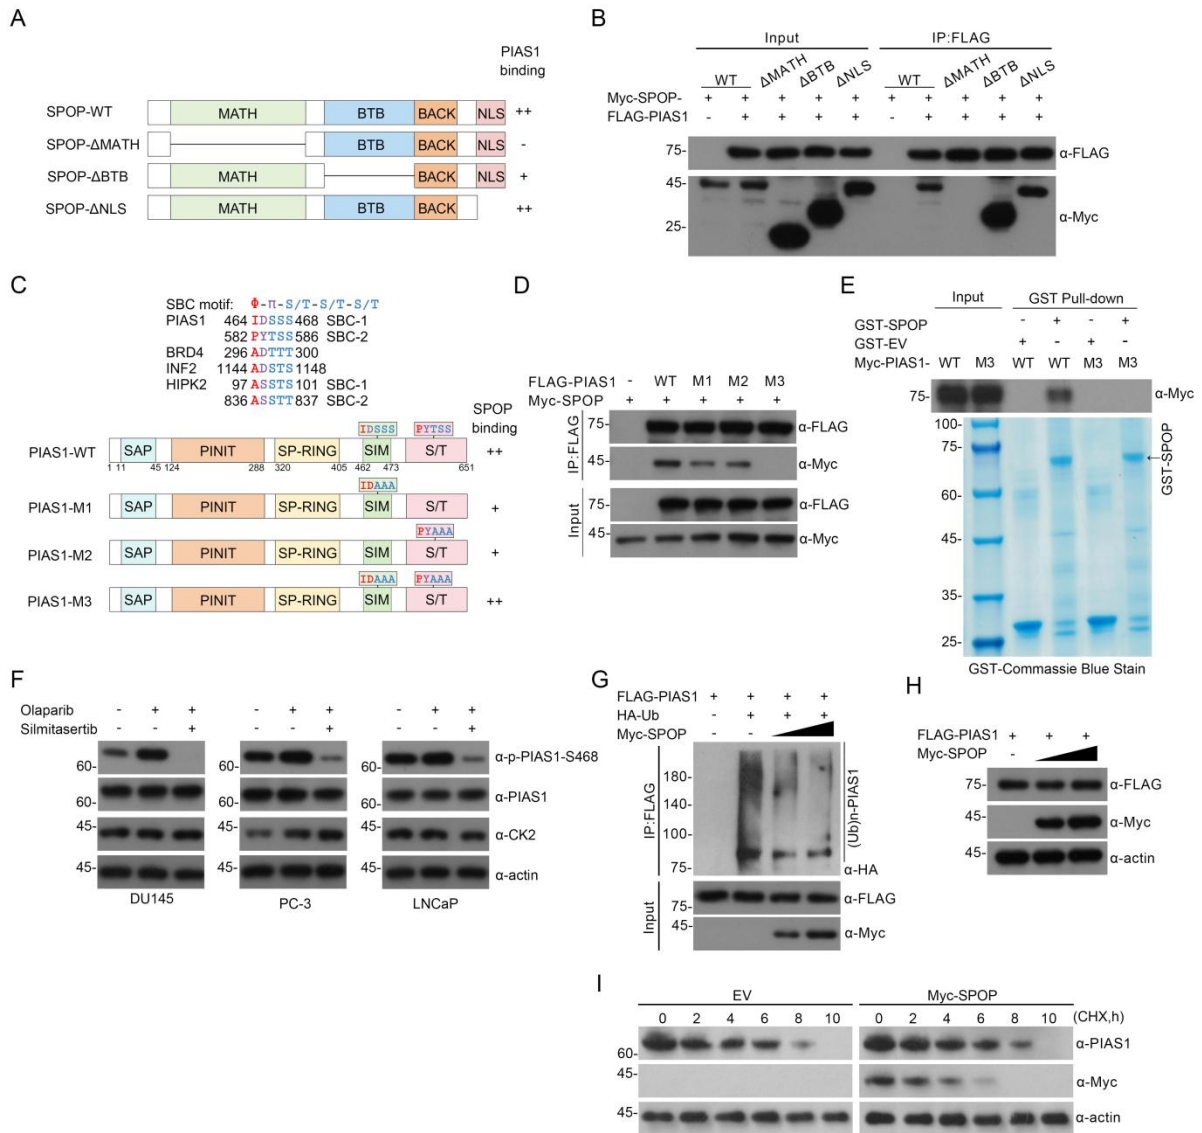 A
PIAS1
binding
SPOP-WT MATH BTB BACK NLS ++
SPOP-ΔMATH BTB BACK NLS -
SPOP-ΔBTB MATH BACK NLS +
SPOP-ΔNLS MATH BTB BACK ++
B
Input IP:FLAG
WT ΔMATH ΔBTB ΔNLS WT ΔMATH ΔBTB ΔNLS
Myc-SPOP- + + + + + + + + + +
FLAG-PIAS1 - + + + + - + + + +
75- α-FLAG
45-
25-
α-Myc
C
SBC motif: Φ-π-S/T-S/T-S/T
PIAS1 464 IDSSS 468 SBC-1
582 PYTSS 586 SBC-2
BRD4 296 ADTTT 300
INF2 1144 ADSTS 1148
HIPK2 97 ASSTS 101 SBC-1
836 ASSTT 837 SBC-2
SPOP
binding
IDSSS PYTSS
PIAS1-WT SAP PINIT SP-RING SIM S/T ++
1 11 45 124 288 320 405 462 473 651
IDAAA
PIAS1-M1 SAP PINIT SP-RING SIM S/T +
PYAAA
PIAS1-M2 SAP PINIT SP-RING SIM S/T +
IDAAA PYAAA
PIAS1-M3 SAP PINIT SP-RING SIM S/T ++
D
FLAG-PIAS1 - WT M1 M2 M3
Myc-SPOP + + + + +
IP:FLAG
75- α-FLAG
45- α-Myc
Input
75- α-FLAG
45- α-Myc
E
Input GST Pull-down
GST-SPOP - + - +
GST-EV + - + -
Myc-PIAS1- WT M3 WT WT M3 M3
75- α-Myc
100-
75-
60-
45-
35-
25-
←GST-SPOP
GST-Commassie Blue Stain
F
Olaparib - + + - + + - + +
Silmitasertib - - + - - + - - +
60- 60- 60- α-p-PIAS1-S468
60- 60- 60- α-PIAS1
45- 45- 45- α-CK2
45- 45- 45- α-actin
DU145 PC-3 LNCaP
G
FLAG-PIAS1 + + + +
HA-Ub - + + +
Myc-SPOP - -
IP:FLAG
180-
140-
100-
75-
(Ub)n-PIAS1
α-HA
Input
75- α-FLAG
45- α-Myc
H
FLAG-PIAS1 + + +
Myc-SPOP -
75- α-FLAG
45- α-Myc
45- α-actin
I
EV Myc-SPOP
0 2 4 6 8 10 0 2 4 6 8 10 (CHX,h)
60- α-PIAS1
45- α-Myc
45- α-actin